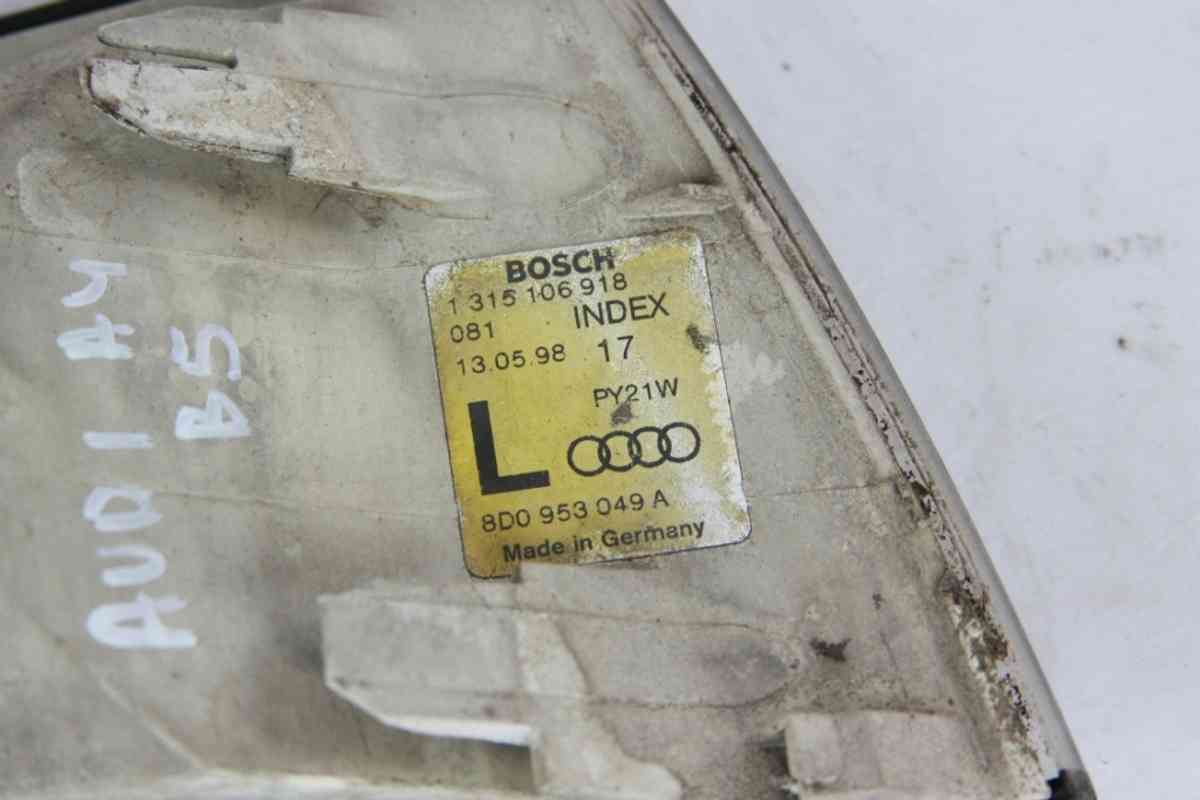 BOSCH
1 315 106 918
081 INDEX
13.05.98 17
PY21W
L
8D0 953 049 A
Made in Germany
AUDI A4
B5